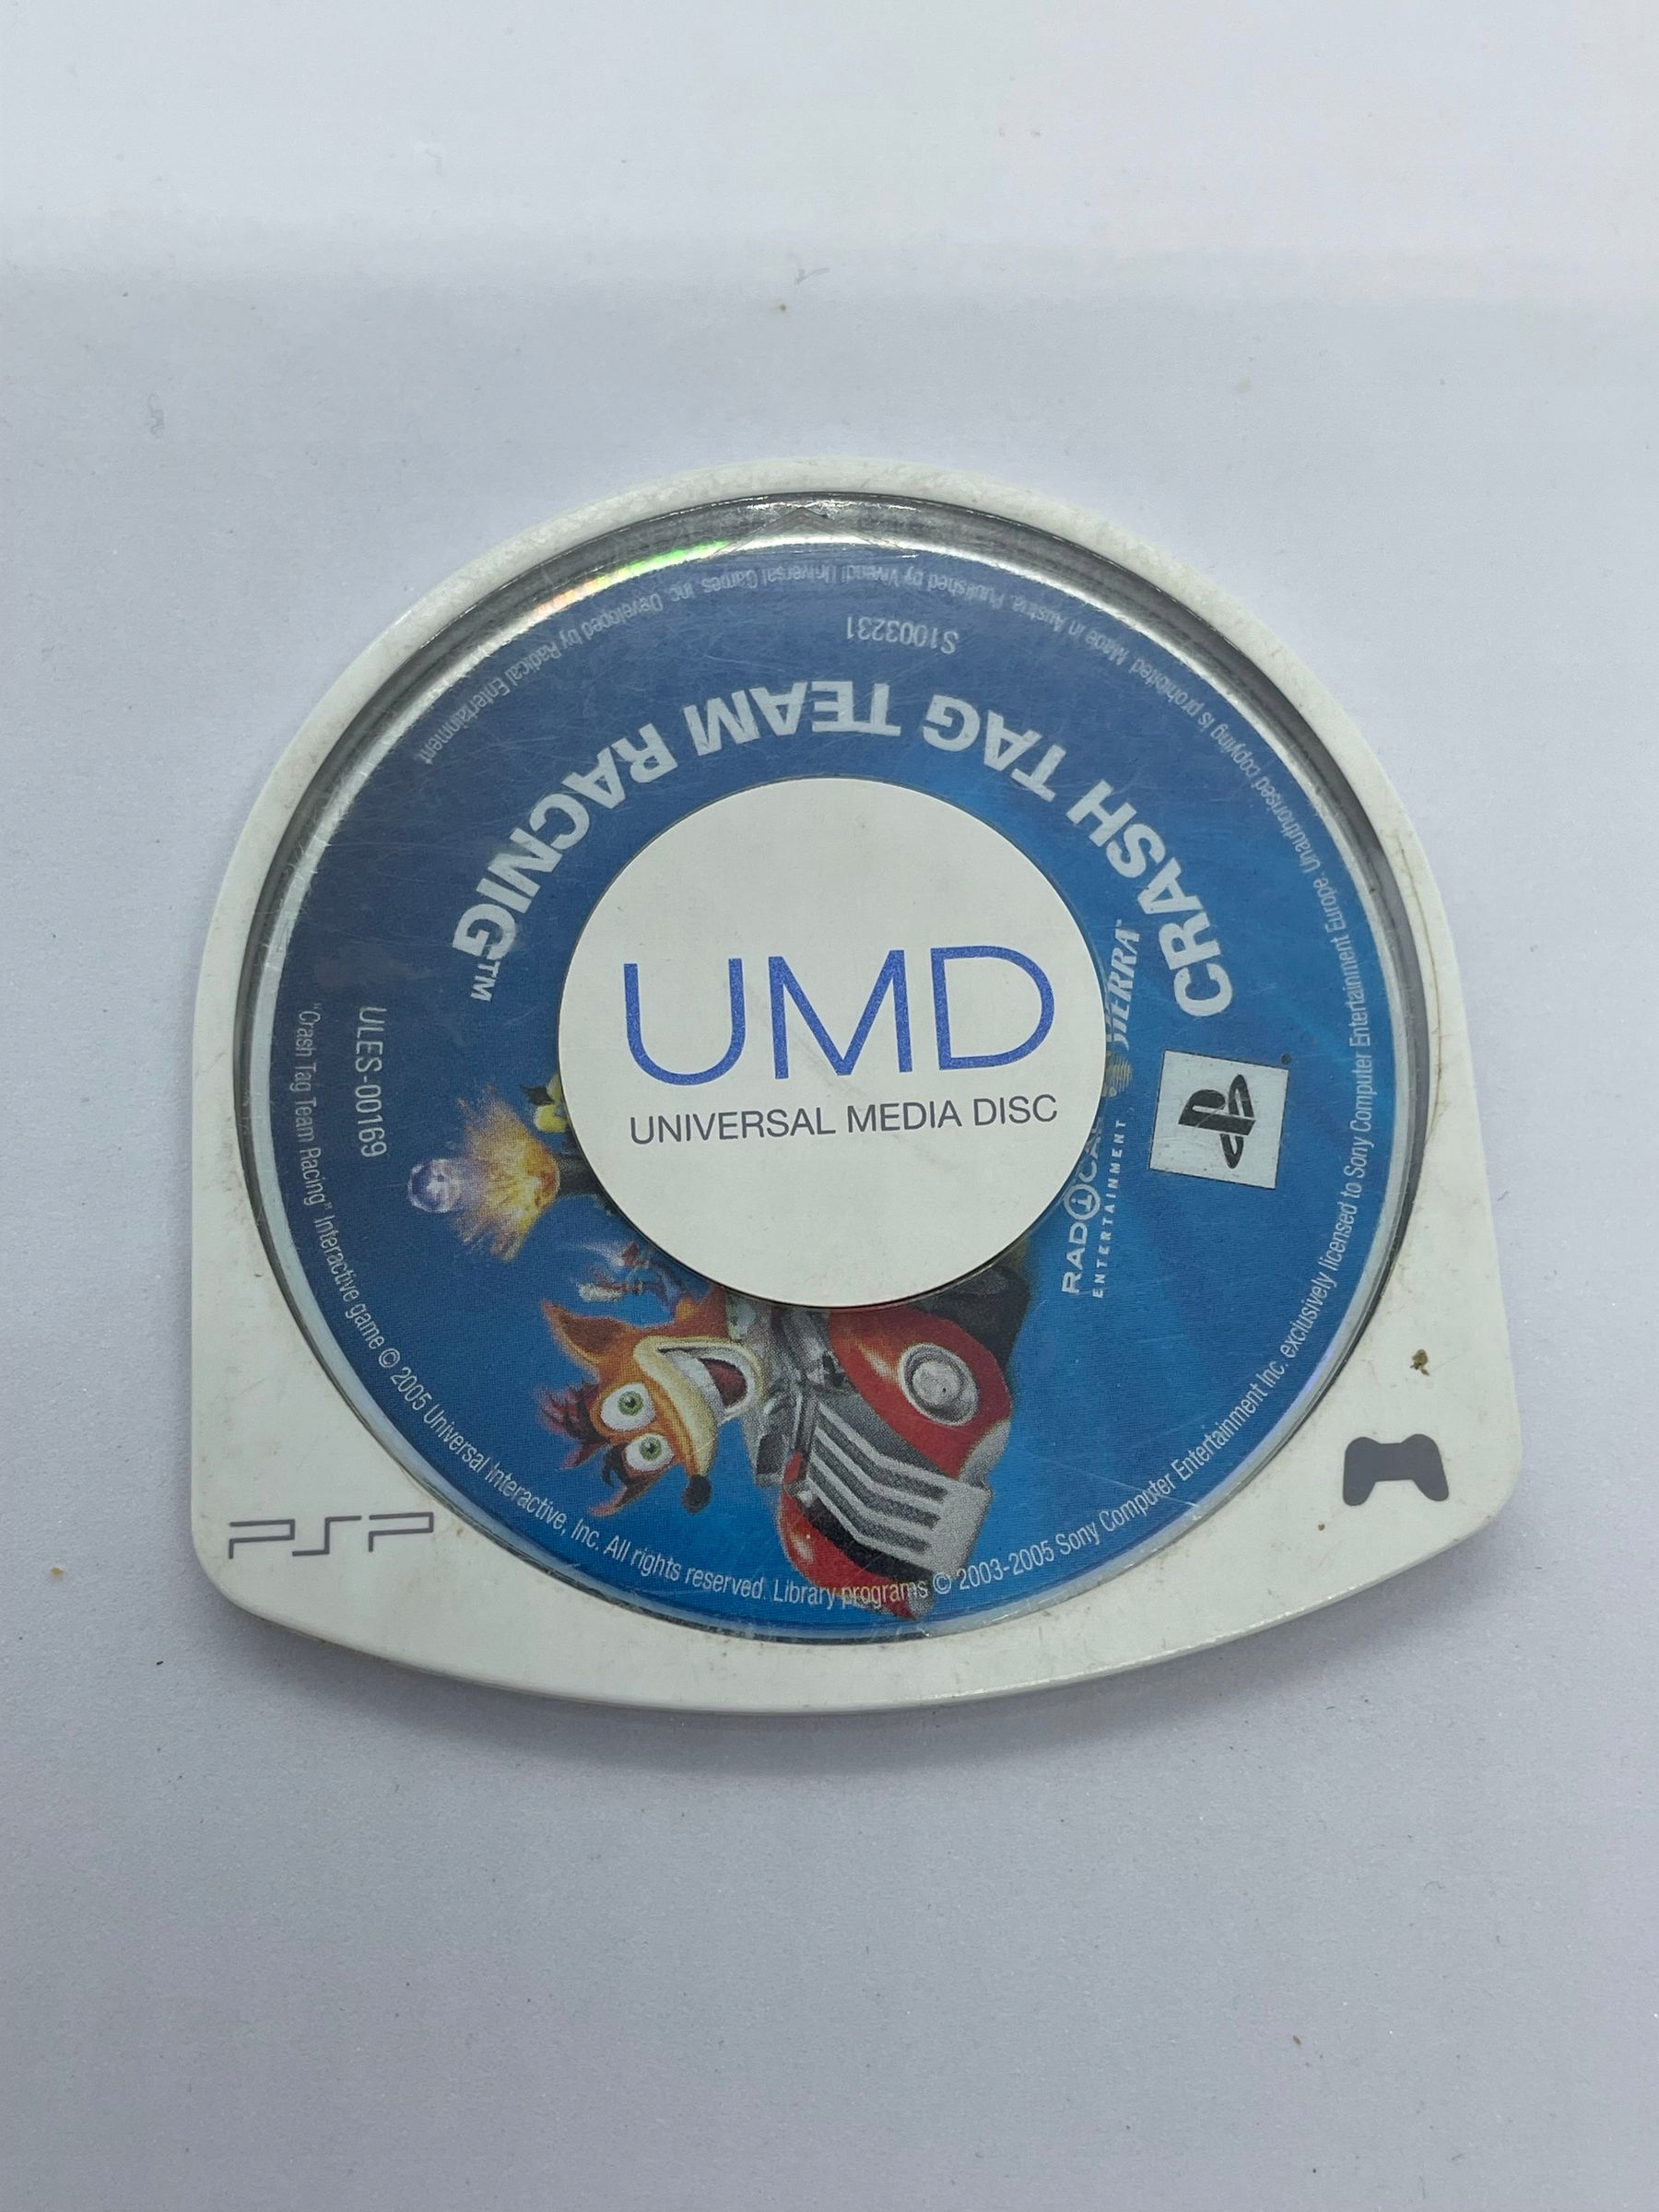 CRASH TAG TEAM RACNIG™
UMD
UNIVERSAL MEDIA DISC
SIERRA™
RADICAL
ENTERTAINMENT
S1003231
ULES-00169
"Crash Tag Team Racing" Interactive game © 2005 Universal Interactive, Inc. All rights reserved. Library programs © 2003-2005 Sony Computer Entertainment Inc. exclusively licensed to Sony Computer Entertainment Europe. Unauthorised copying is prohibited. Made in Austria. Published by Vivendi Universal Games, Inc. Developed by Radical Entertainment
PSP